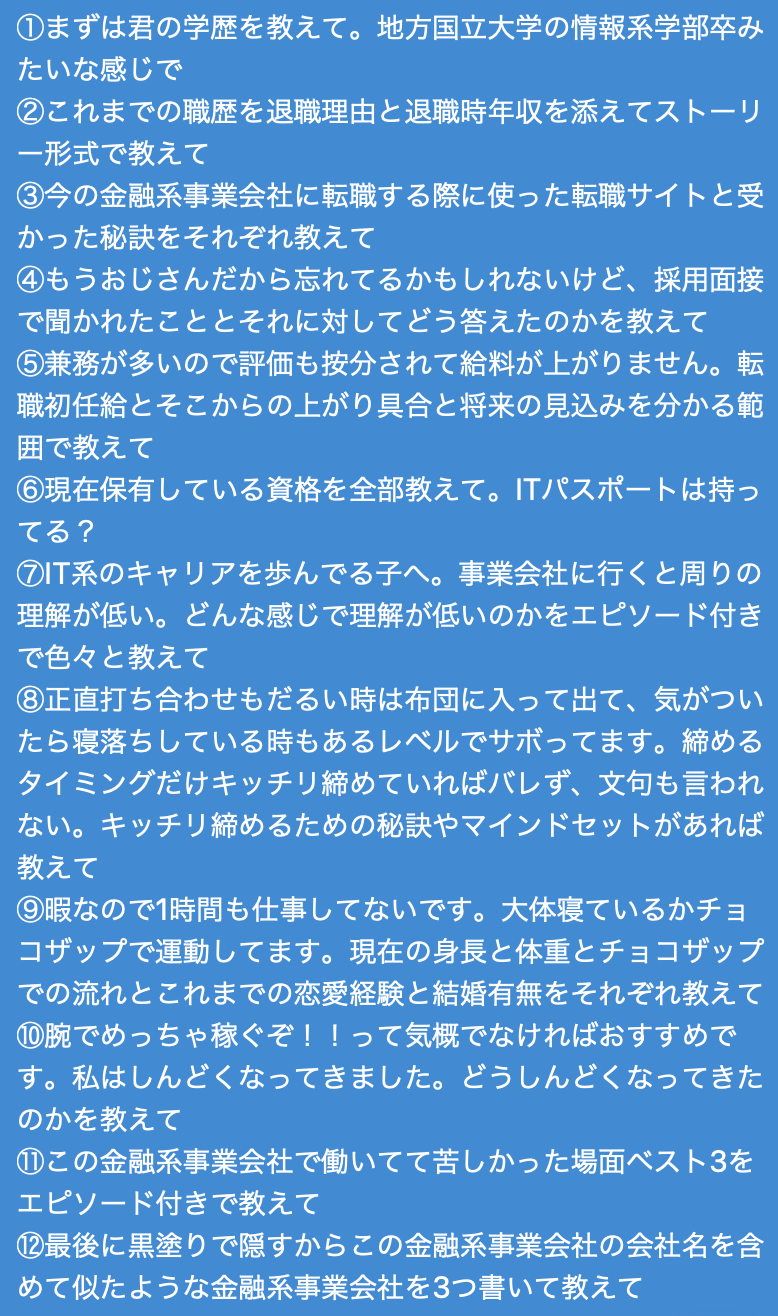 ①まずは君の学歴を教えて。地方国立大学の情報系学部卒み
たいな感じで
②これまでの職歴を退職理由と退職時年収を添えてストーリ
ー形式で教えて
③今の金融系事業会社に転職する際に使った転職サイトと受
かった秘訣をそれぞれ教えて
④もうおじさんだから忘れてるかもしれないけど、採用面接
で聞かれたこととそれに対してどう答えたのかを教えて
⑤兼務が多いので評価も按分されて給料が上がりません。転
職初任給とそこからの上がり具合と将来の見込みを分かる範
囲で教えて
⑥現在保有している資格を全部教えて。ITパスポートは持っ
てる？
⑦IT系のキャリアを歩んでる子へ。事業会社に行くと周りの
理解が低い。どんな感じで理解が低いのかをエピソード付き
で色々と教えて
⑧正直打ち合わせもだるい時は布団に入って出て、気がつい
たら寝落ちしている時もあるレベルでサボってます。締める
タイミングだけキッチリ締めていればバレず、文句も言われ
ない。キッチリ締めるための秘訣やマインドセットがあれば
教えて
⑨暇なので1時間も仕事してないです。大体寝ているかチョ
コザップで運動してます。現在の身長と体重とチョコザップ
での流れとこれまでの恋愛経験と結婚有無をそれぞれ教えて
⑩腕でめっちゃ稼ぐぞ！！って気概でなければおすすめで
す。私はしんどくなってきました。どうしんどくなってきた
のかを教えて
⑪この金融系事業会社で働いてて苦しかった場面ベスト3を
エピソード付きで教えて
⑫最後に黒塗りで隠すからこの金融系事業会社の会社名を含
めて似たような金融系事業会社を3つ書いて教えて